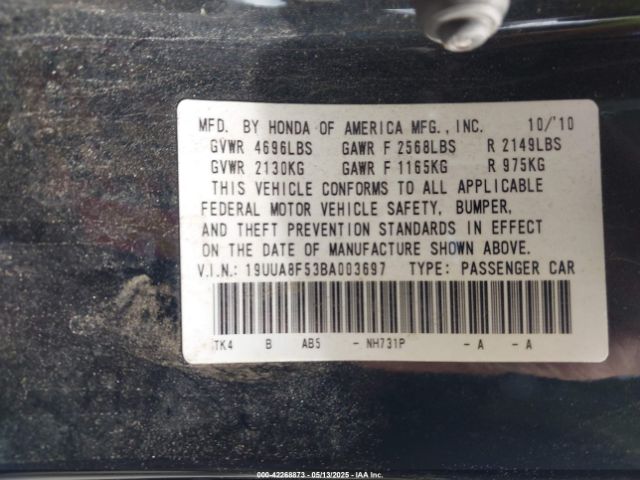 MFD. BY HONDA OF AMERICA MFG., INC. 10/'10
GVWR 4696LBS GAWR F 2568LBS R 2149LBS
GVWR 2130KG GAWR F 1165KG R 975KG
THIS VEHICLE CONFORMS TO ALL APPLICABLE
FEDERAL MOTOR VEHICLE SAFETY, BUMPER,
AND THEFT PREVENTION STANDARDS IN EFFECT
ON THE DATE OF MANUFACTURE SHOWN ABOVE.
V.I.N.: 19UUA8F53BA003697 TYPE: PASSENGER CAR
TK4 B AB5 - NH731P - A - A
000-42268873 - 05/13/2025 - IAA Inc.